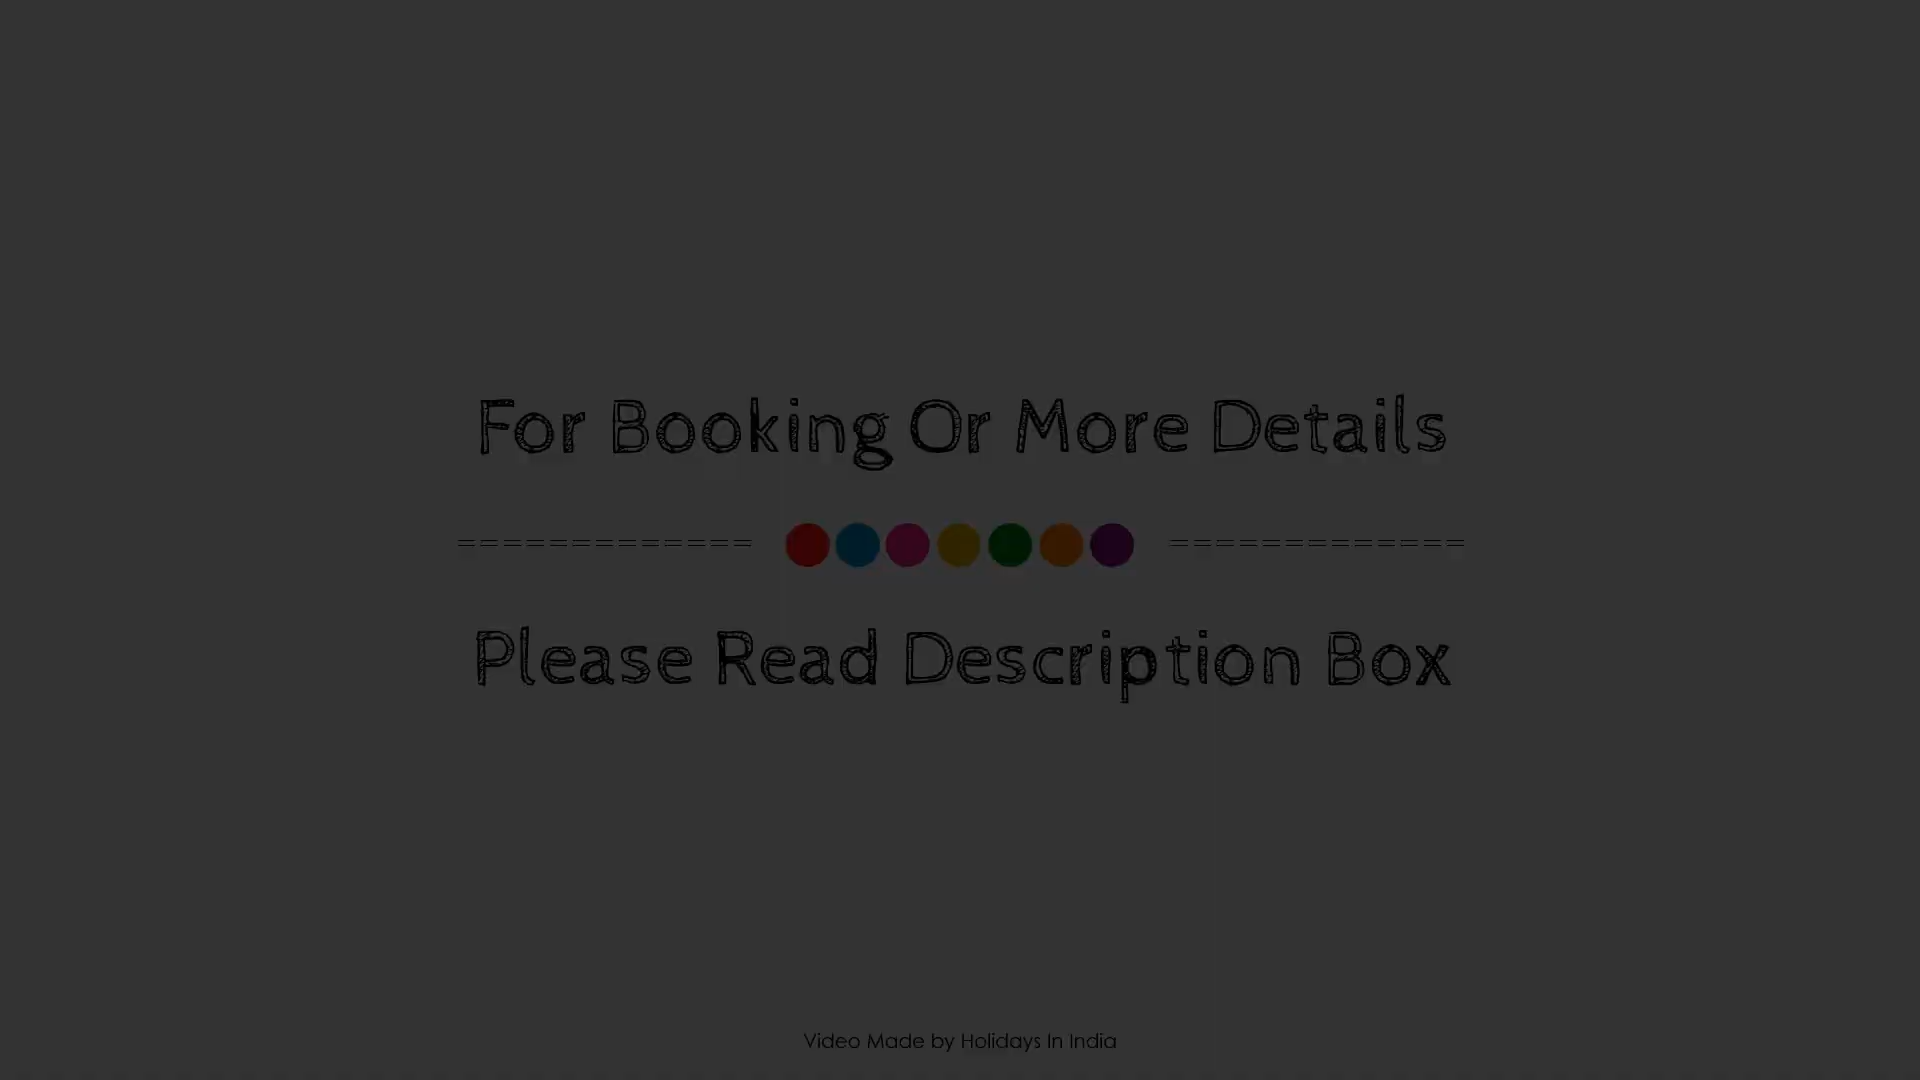 For Booking Or More Details
============= =============
Please Read Description Box
Video Made by Holidays In India